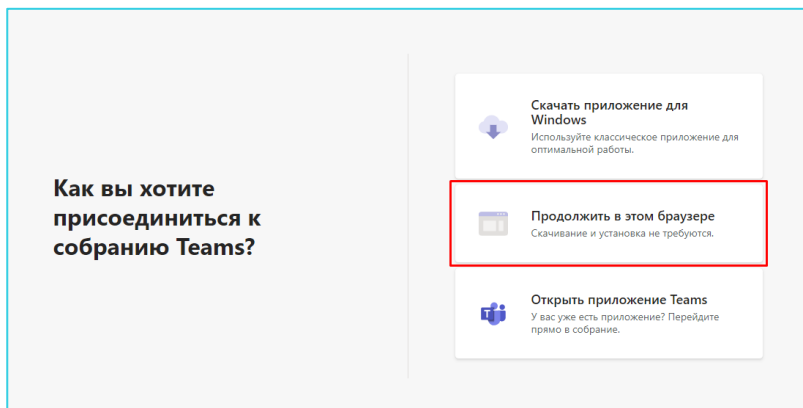 Как вы хотите
присоединиться к
собранию Teams?
Скачать приложение для
Windows
Используйте классическое приложение для
оптимальной работы.
Продолжить в этом браузере
Скачивание и установка не требуются.
Открыть приложение Teams
У вас уже есть приложение? Перейдите
прямо в собрание.